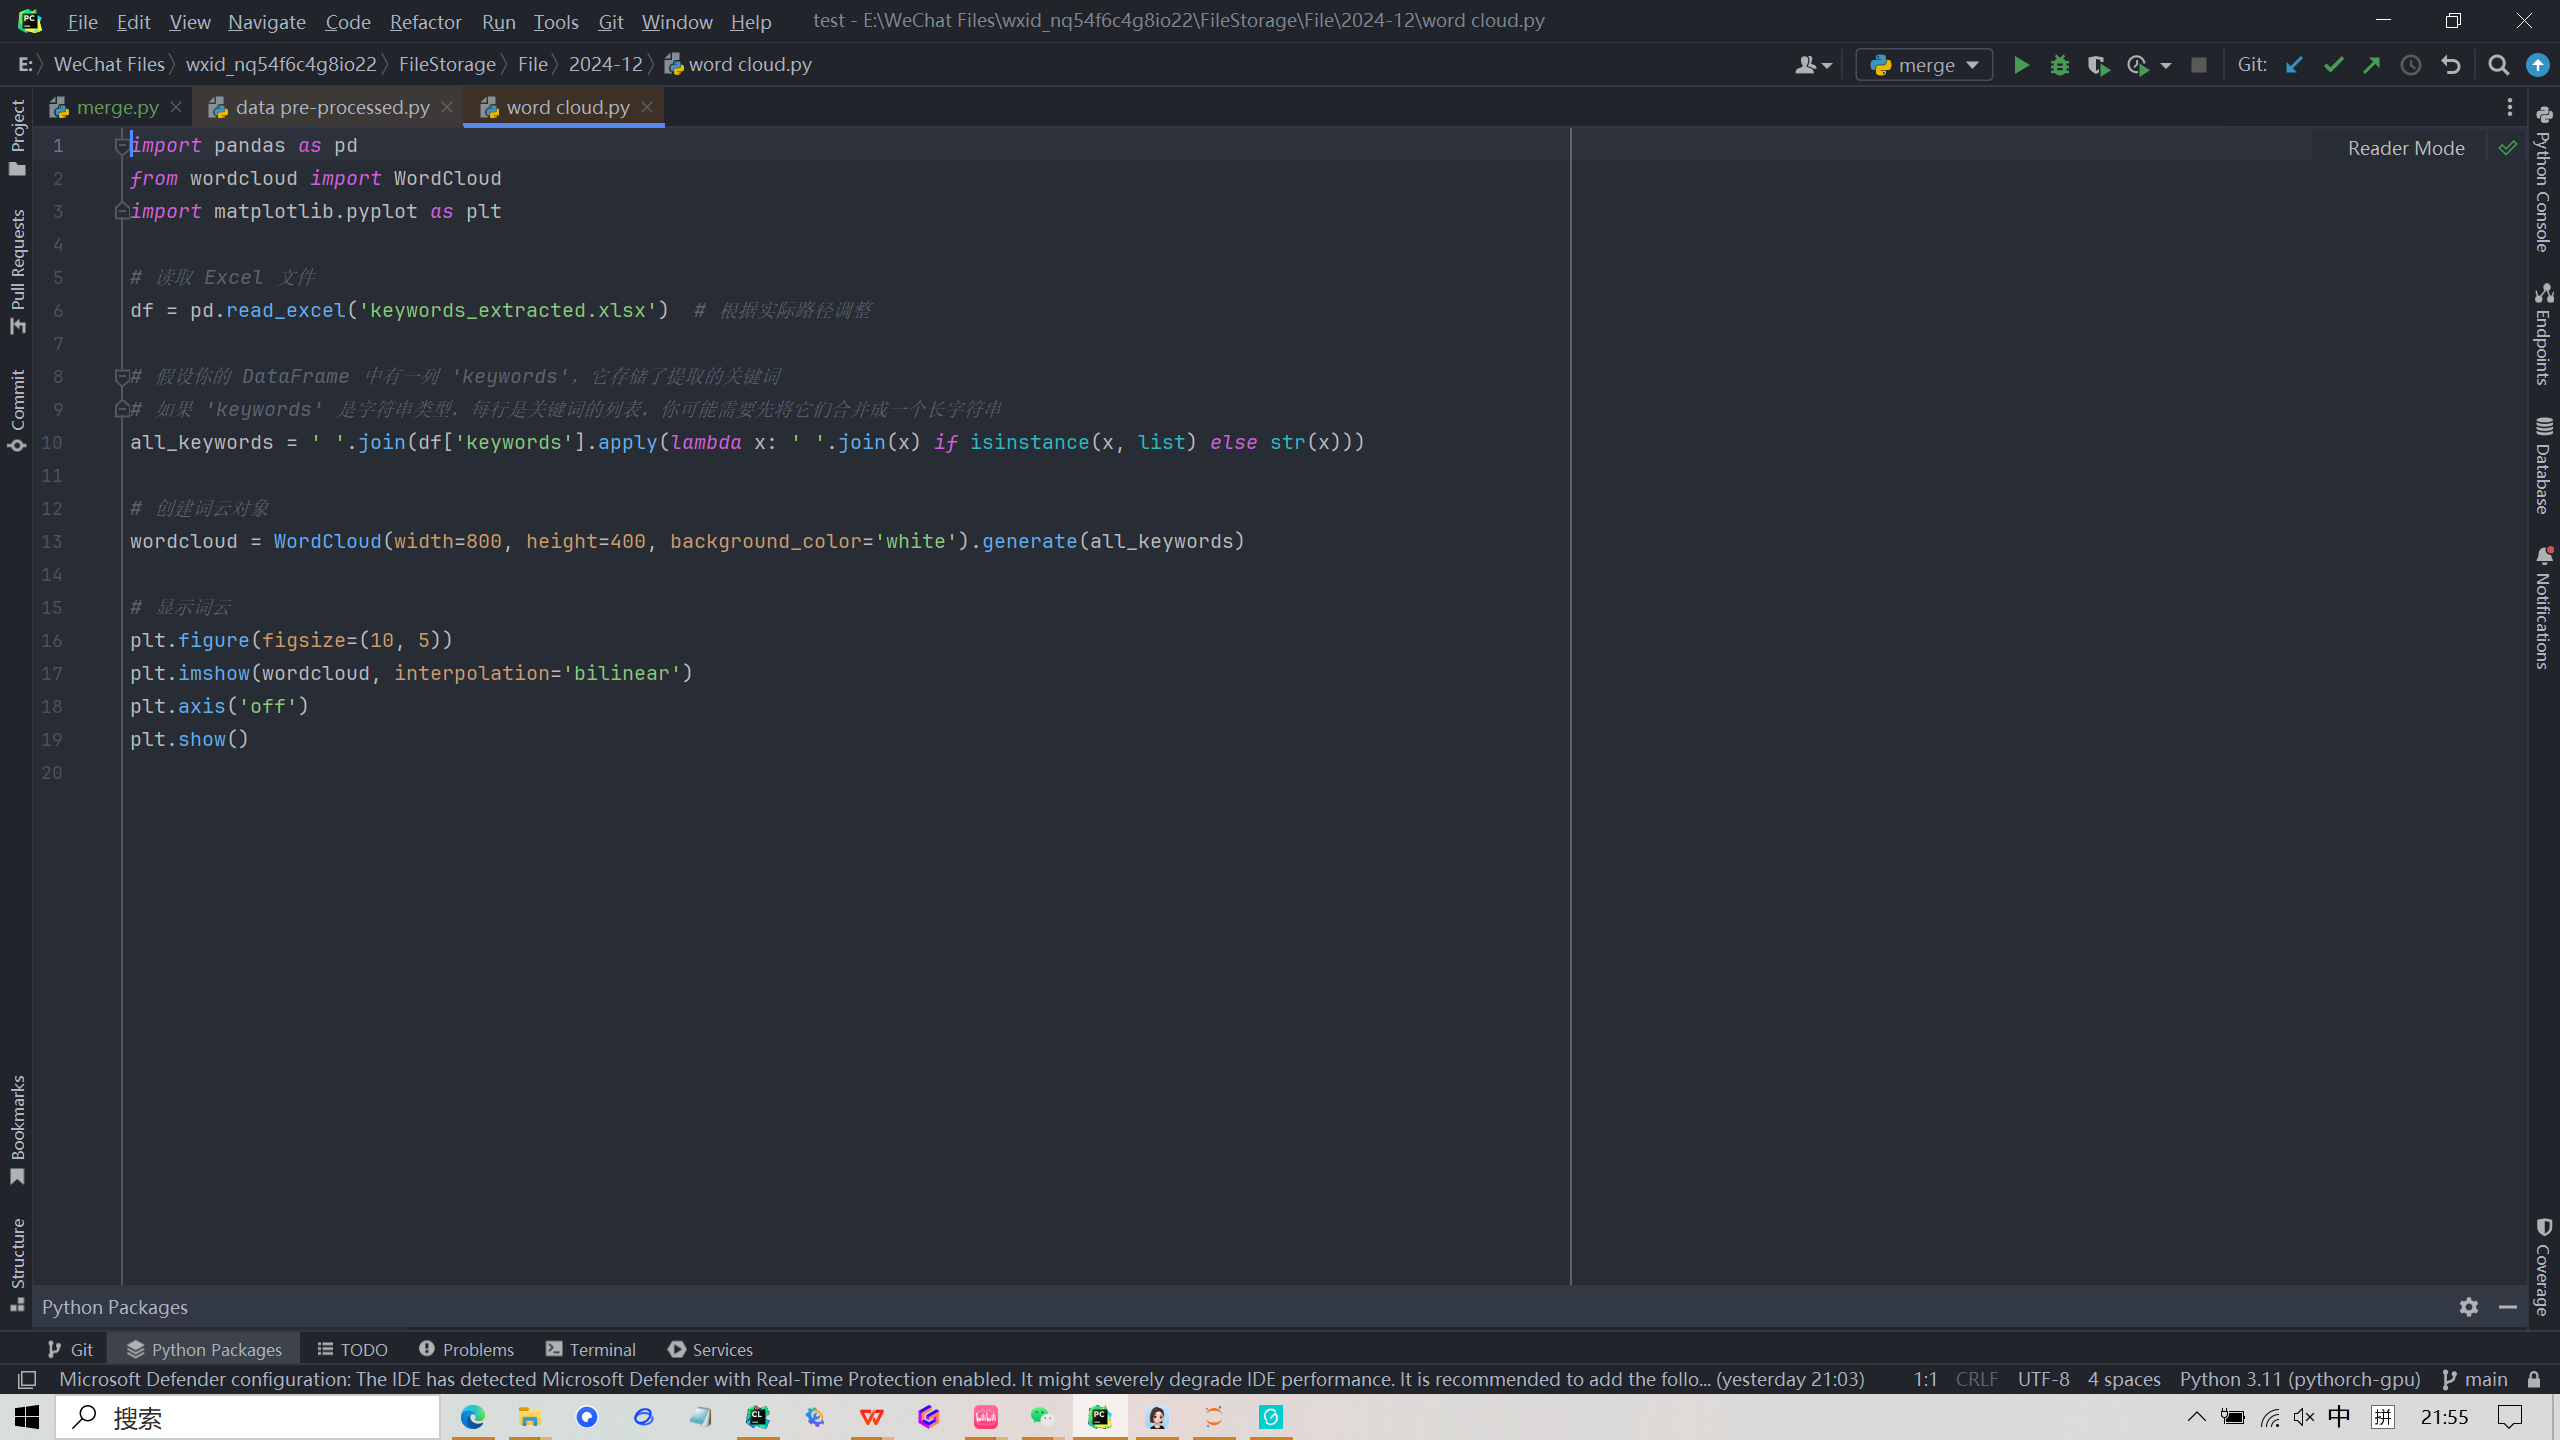 File Edit View Navigate Code Refactor Run Tools Git Window Help test - E:\WeChat Files\wxid_nq54f6c4g8io22\FileStorage\File\2024-12\word cloud.py
E: WeChat Files wxid_nq54f6c4g8io22 FileStorage File 2024-12 word cloud.py merge Git:
merge.py data pre-processed.py word cloud.py
Reader Mode
1 import pandas as pd
2 from wordcloud import WordCloud
3 import matplotlib.pyplot as plt
4
5 # 读取 Excel 文件
6 df = pd.read_excel('keywords_extracted.xlsx')  # 根据实际路径调整
7
8 # 假设你的 DataFrame 中有一列 'keywords'，它存储了提取的关键词
9 # 如果 'keywords' 是字符串类型，每行是关键词的列表，你可能需要先将它们合并成一个长字符串
10 all_keywords = ' '.join(df['keywords'].apply(lambda x: ' '.join(x) if isinstance(x, list) else str(x)))
11
12 # 创建词云对象
13 wordcloud = WordCloud(width=800, height=400, background_color='white').generate(all_keywords)
14
15 # 显示词云
16 plt.figure(figsize=(10, 5))
17 plt.imshow(wordcloud, interpolation='bilinear')
18 plt.axis('off')
19 plt.show()
20
Project
Pull Requests
Commit
Bookmarks
Structure
Python Console
Endpoints
Database
Notifications
Coverage
Python Packages
Git Python Packages TODO Problems Terminal Services
Microsoft Defender configuration: The IDE has detected Microsoft Defender with Real-Time Protection enabled. It might severely degrade IDE performance. It is recommended to add the follo... (yesterday 21:03) 1:1 CRLF UTF-8 4 spaces Python 3.11 (pythorch-gpu) main
搜索 中 拼 21:55